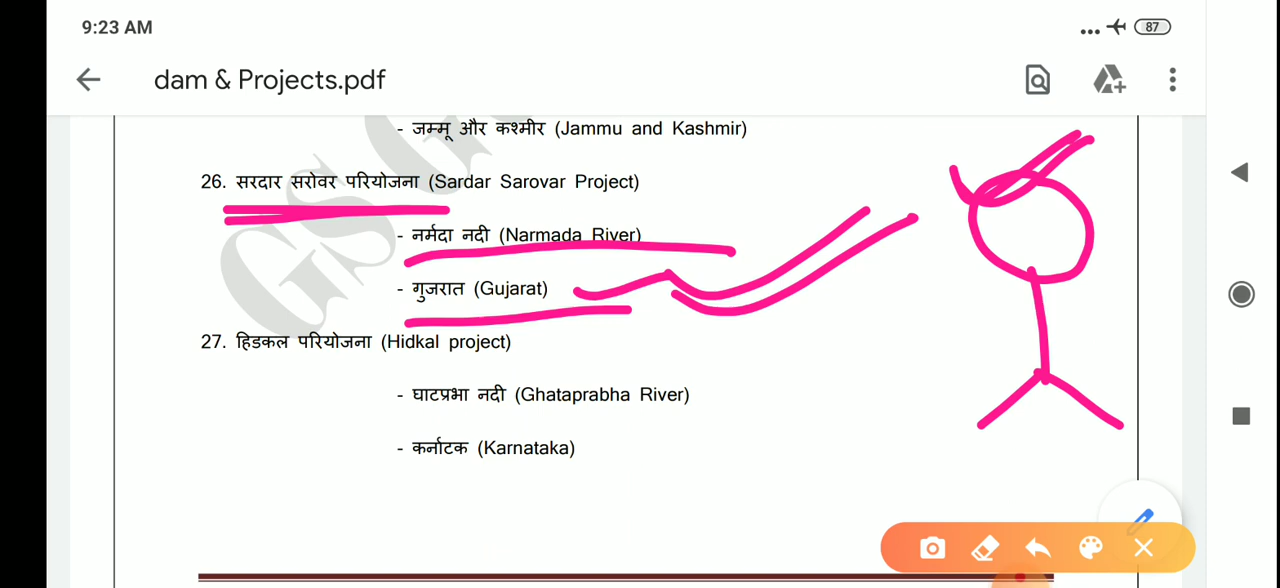 9:23 AM
87
dam & Projects.pdf
- जम्मू और कश्मीर (Jammu and Kashmir)
26. सरदार सरोवर परियोजना (Sardar Sarovar Project)
- नर्मदा नदी (Narmada River)
- गुजरात (Gujarat)
27. हिडकल परियोजना (Hidkal project)
- घाटप्रभा नदी (Ghataprabha River)
- कर्नाटक (Karnataka)